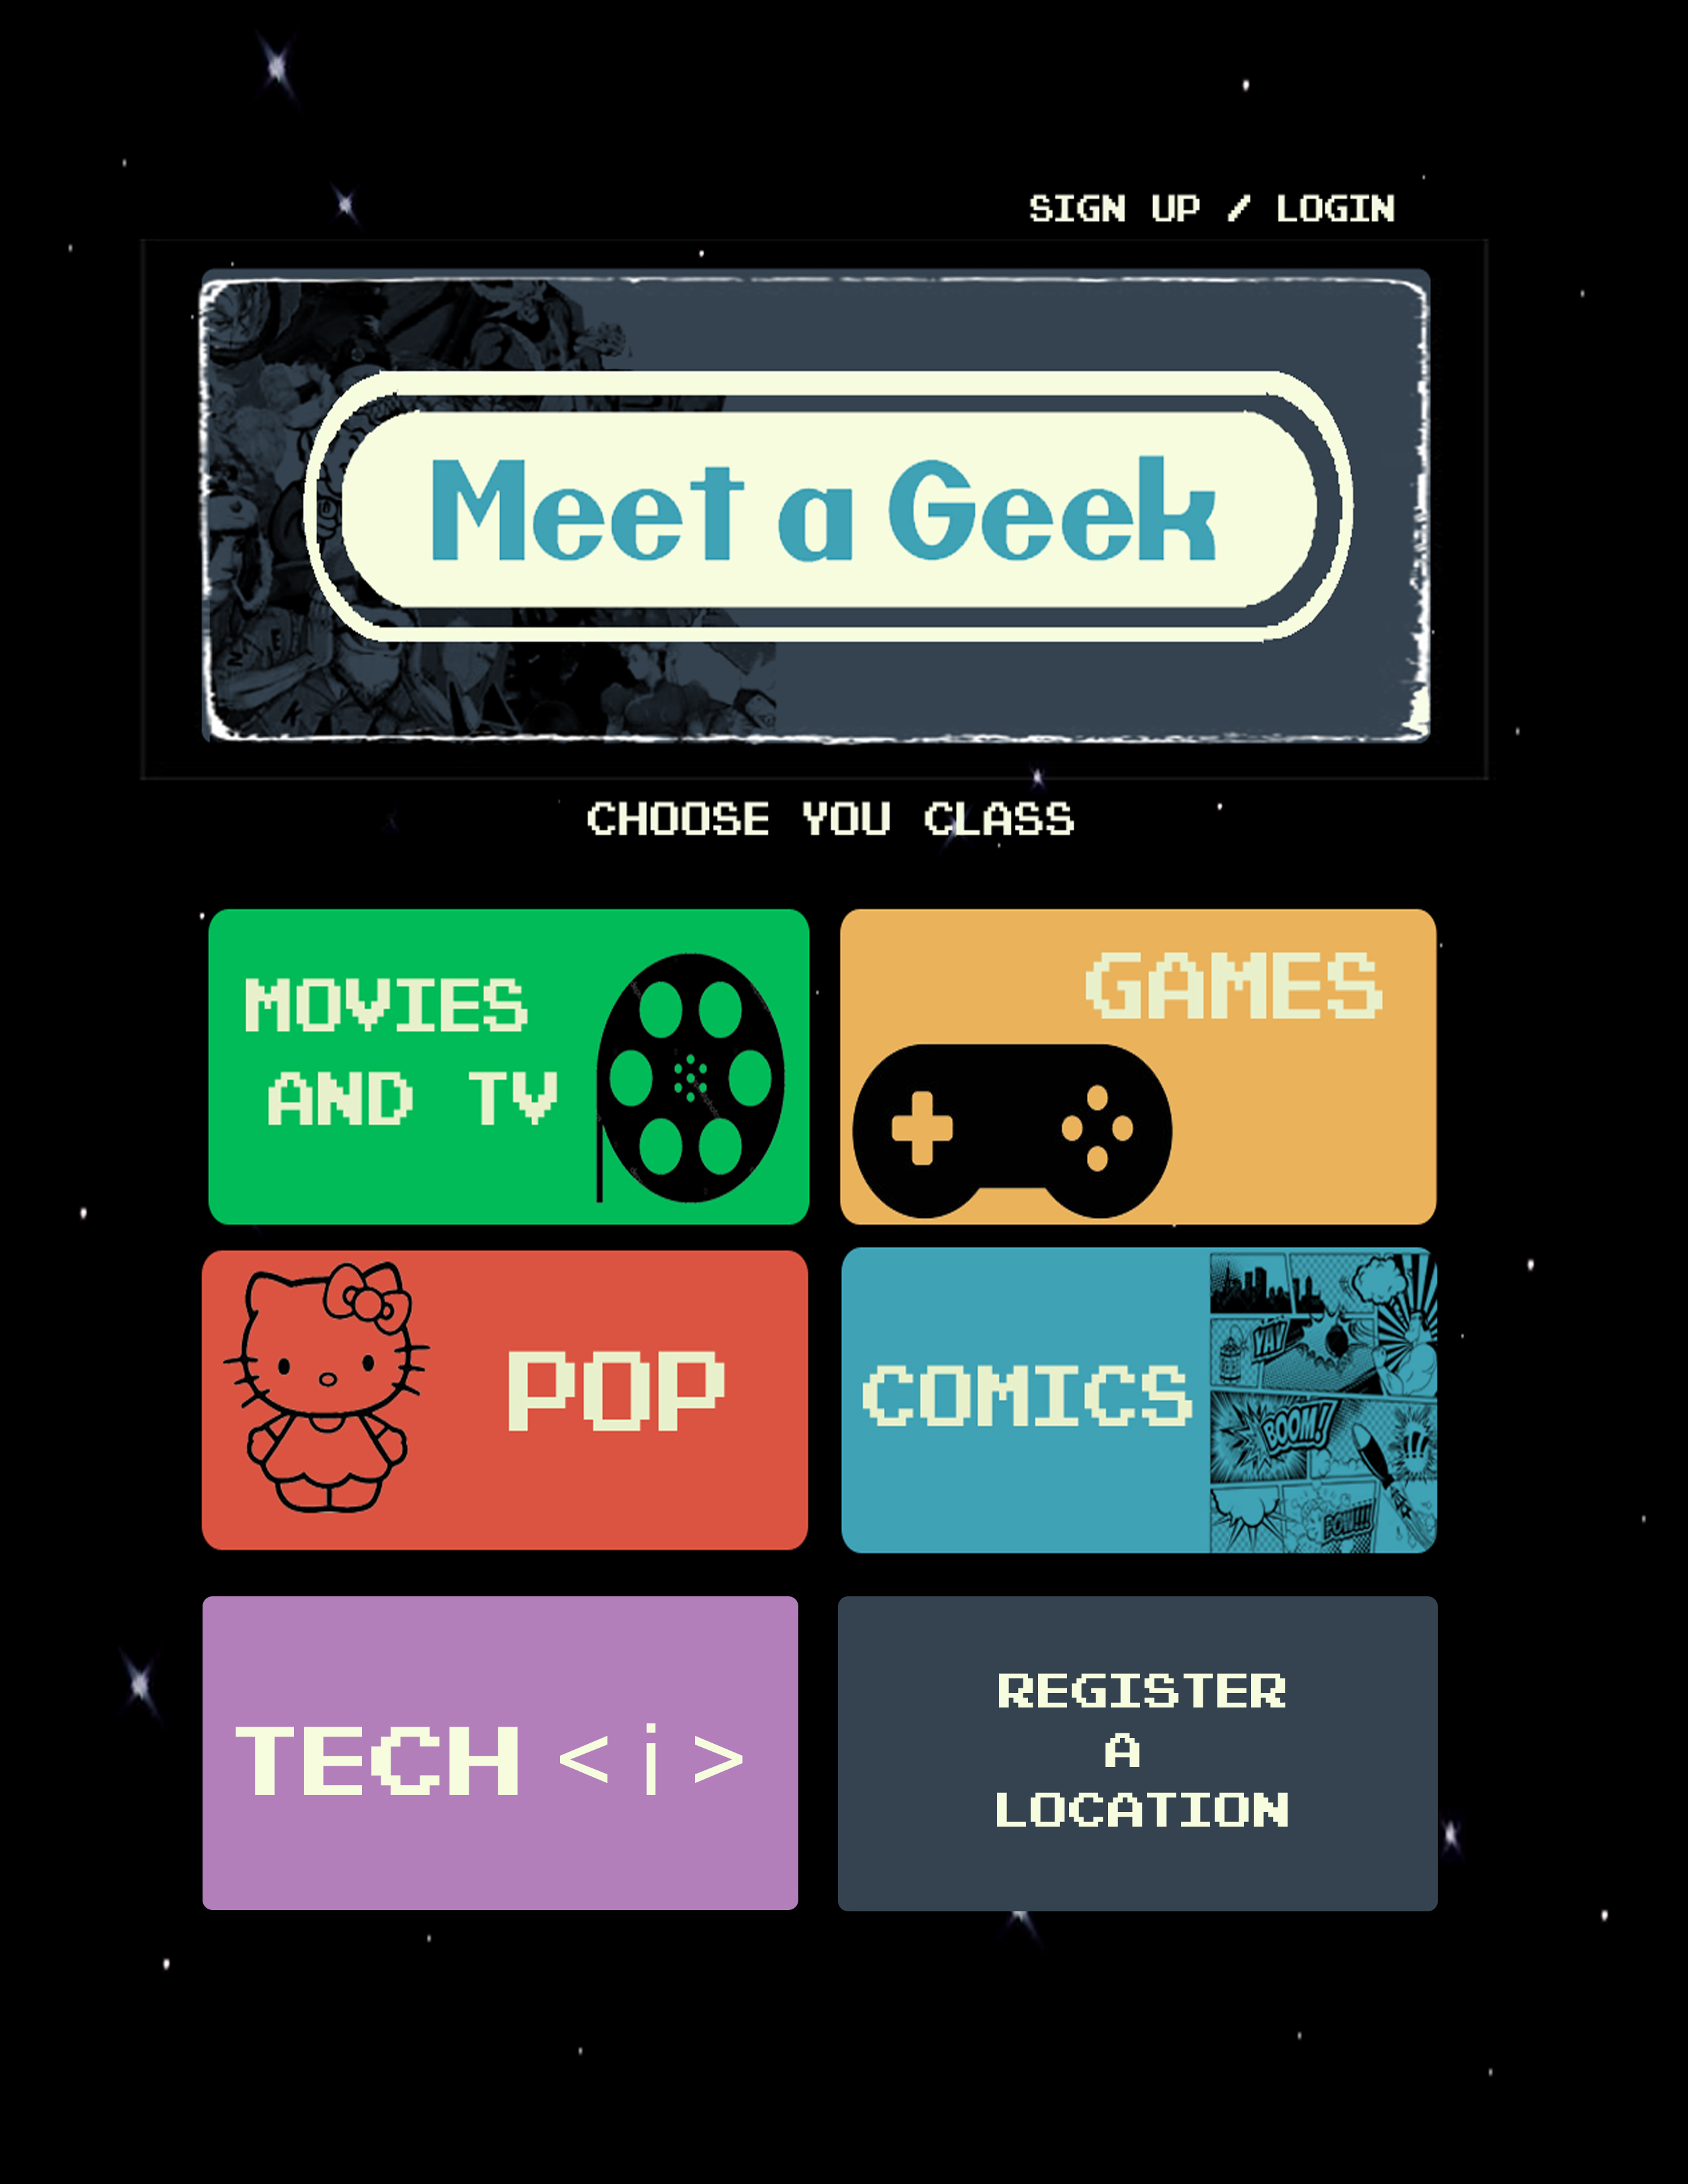 SIGN UP / LOGIN
Meet a Geek
CHOOSE YOU CLASS
MOVIES
AND TV
GAMES
POP
COMICS
YAY
BOOM!
POW!!!
TECH <i>
REGISTER
A
LOCATION